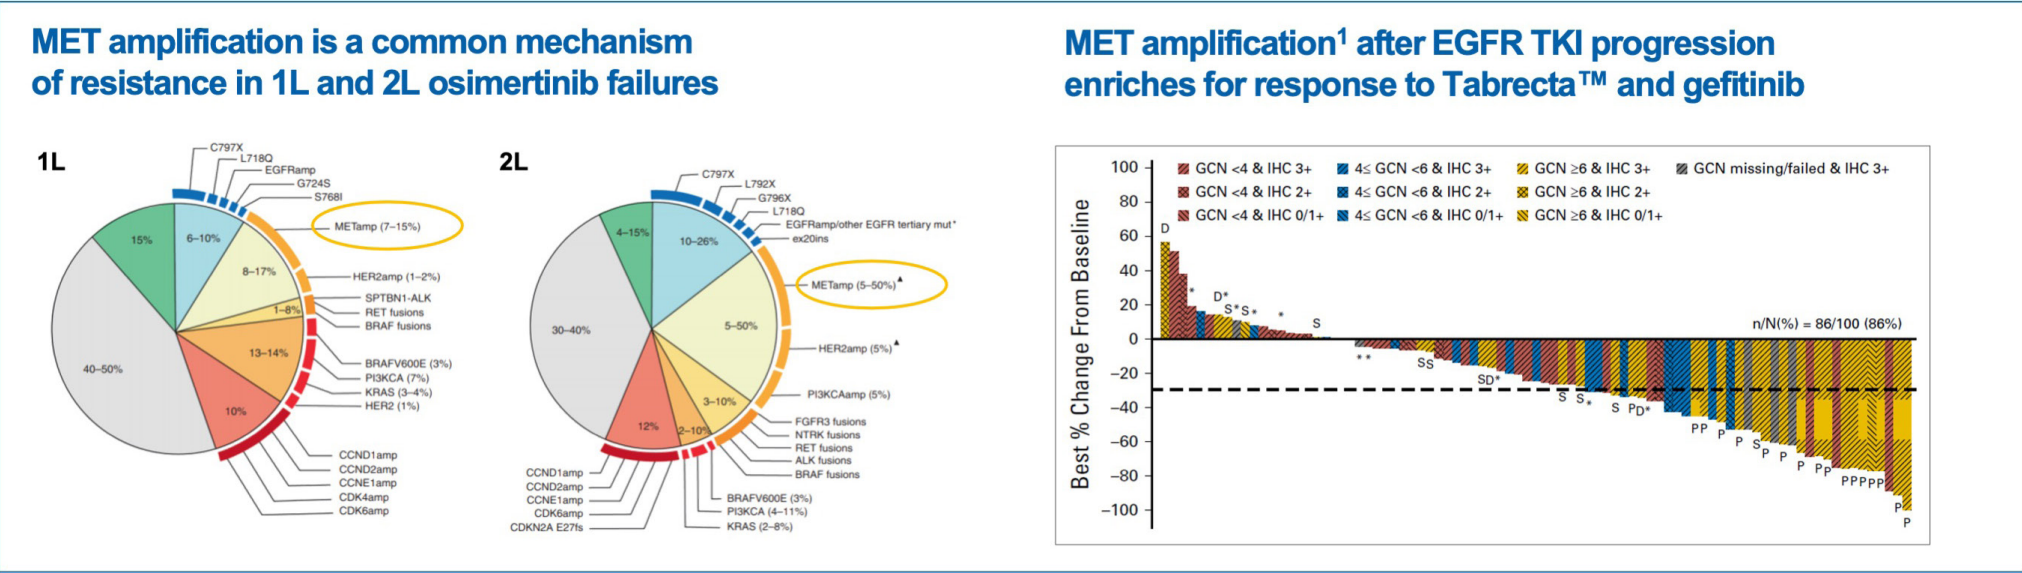 MET amplification is a common mechanism
of resistance in 1L and 2L osimertinib failures
1L
C797X
L718Q
EGFRamp
G724S
S768I
METamp (7–15%)
HER2amp (1–2%)
SPTBN1-ALK
RET fusions
BRAF fusions
BRAFV600E (3%)
PI3KCA (7%)
KRAS (3–4%)
HER2 (1%)
CCND1amp
CCND2amp
CCNE1amp
CDK4amp
CDK6amp
15%
6–10%
8–17%
1–8%
13–14%
10%
40–50%
2L
C797X
L792X
G796X
L718Q
EGFRamp/other EGFR tertiary mut*
ex20ins
METamp (5–50%)▲
HER2amp (5%)▲
PI3KCAamp (5%)
FGFR3 fusions
NTRK fusions
RET fusions
ALK fusions
BRAF fusions
BRAFV600E (3%)
PI3KCA (4–11%)
KRAS (2–8%)
CCND1amp
CCND2amp
CCNE1amp
CDK6amp
CDKN2A E27fs
4–15%
10–26%
5–50%
3–10%
2–10%
12%
30–40%
MET amplification¹ after EGFR TKI progression
enriches for response to Tabrecta™ and gefitinib
Best % Change From Baseline
100
80
60
40
20
0
−20
−40
−60
−80
−100
GCN <4 & IHC 3+
GCN <4 & IHC 2+
GCN <4 & IHC 0/1+
4≤ GCN <6 & IHC 3+
4≤ GCN <6 & IHC 2+
4≤ GCN <6 & IHC 0/1+
GCN ≥6 & IHC 3+
GCN ≥6 & IHC 2+
GCN ≥6 & IHC 0/1+
GCN missing/failed & IHC 3+
n/N(%) = 86/100 (86%)
D
*
D*
S*
S*
*
S
* *
SS
SD*
S
S*
S
PD*
PP
P
P
S
P
P
P
PP
PPPPP
P
P